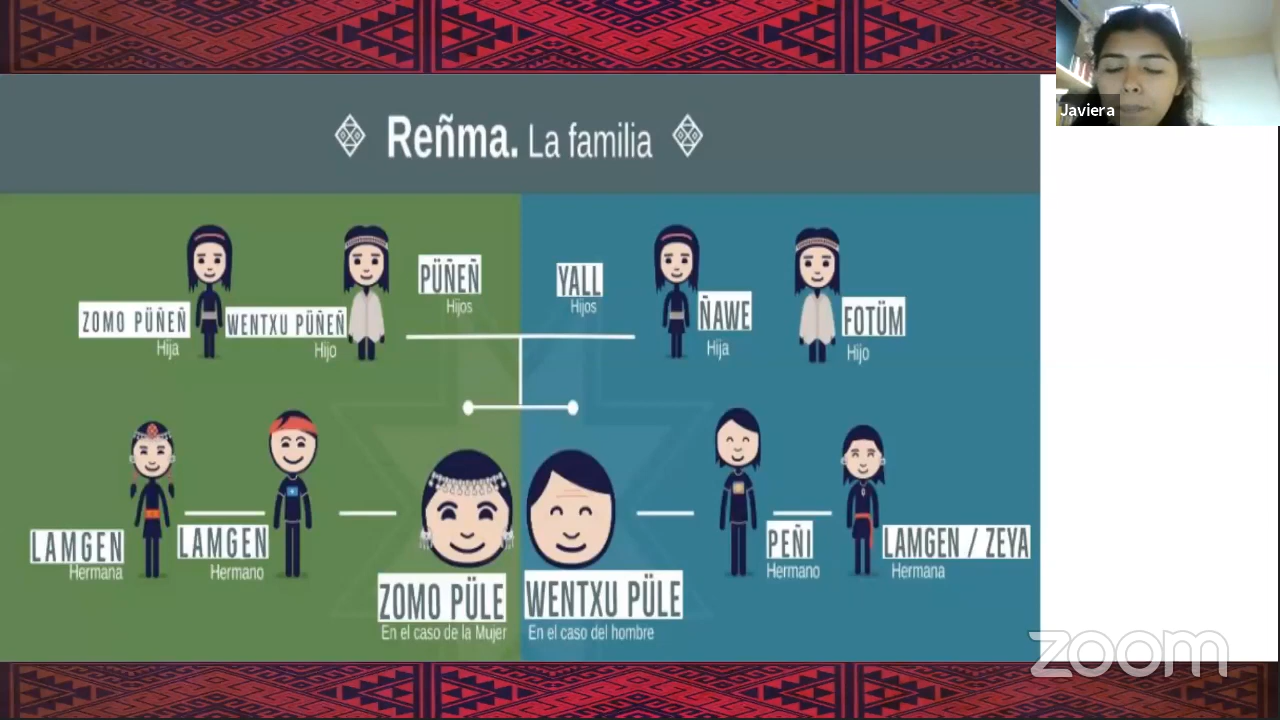 Javiera
Reñma. La familia
PÜÑEÑ
Hijos
YALL
Hijos
ZOMO PÜÑEÑ
Hija
WENTXU PÜÑEÑ
Hijo
ÑAWE
Hija
FOTÜM
Hijo
LAMGEN
Hermana
LAMGEN
Hermano
PEÑI
Hermano
LAMGEN / ZEYA
Hermana
ZOMO PÜLE
En el caso de la Mujer
WENTXU PÜLE
En el caso del hombre
zoom